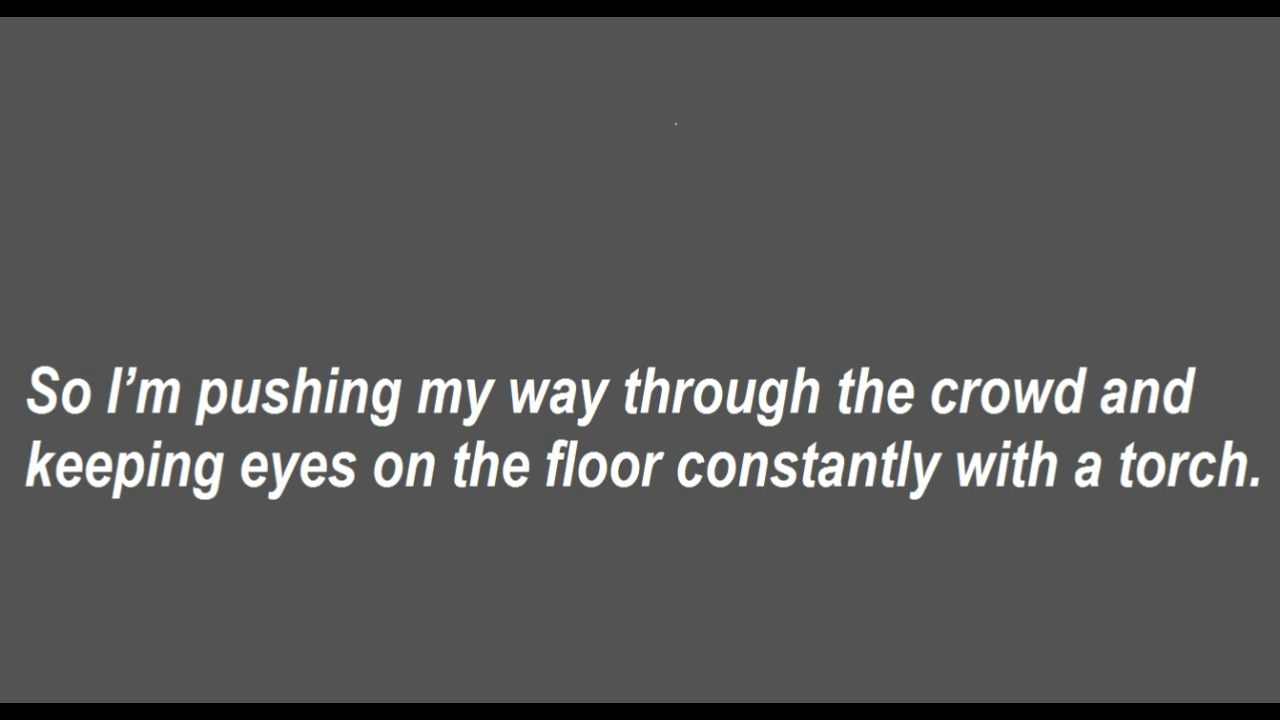 So I’m pushing my way through the crowd and
keeping eyes on the floor constantly with a torch.